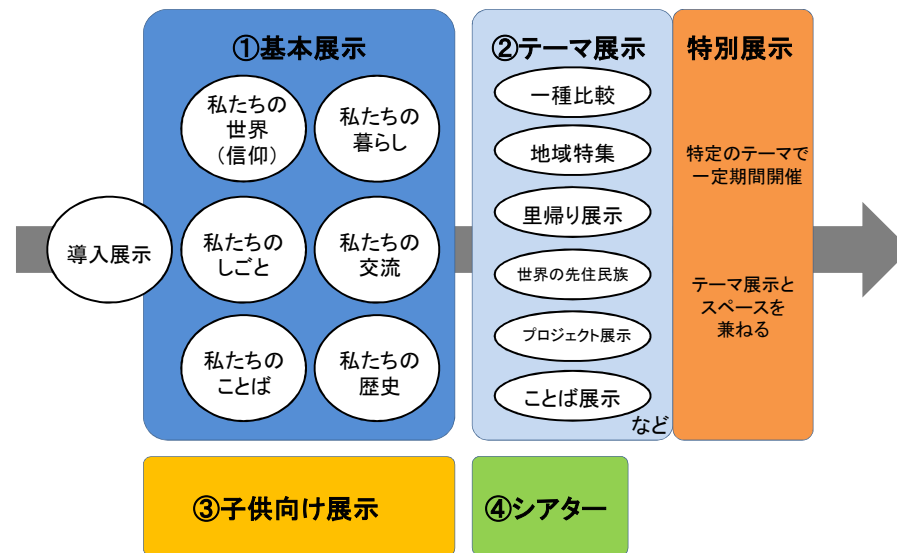 ①基本展示
私たちの
世界
（信仰）
私たちの
暮らし
導入展示
私たちの
しごと
私たちの
交流
私たちの
ことば
私たちの
歴史
②テーマ展示
一種比較
地域特集
里帰り展示
世界の先住民族
プロジェクト展示
ことば展示
など
特別展示
特定のテーマで
一定期間開催
テーマ展示と
スペースを
兼ねる
③子供向け展示
④シアター